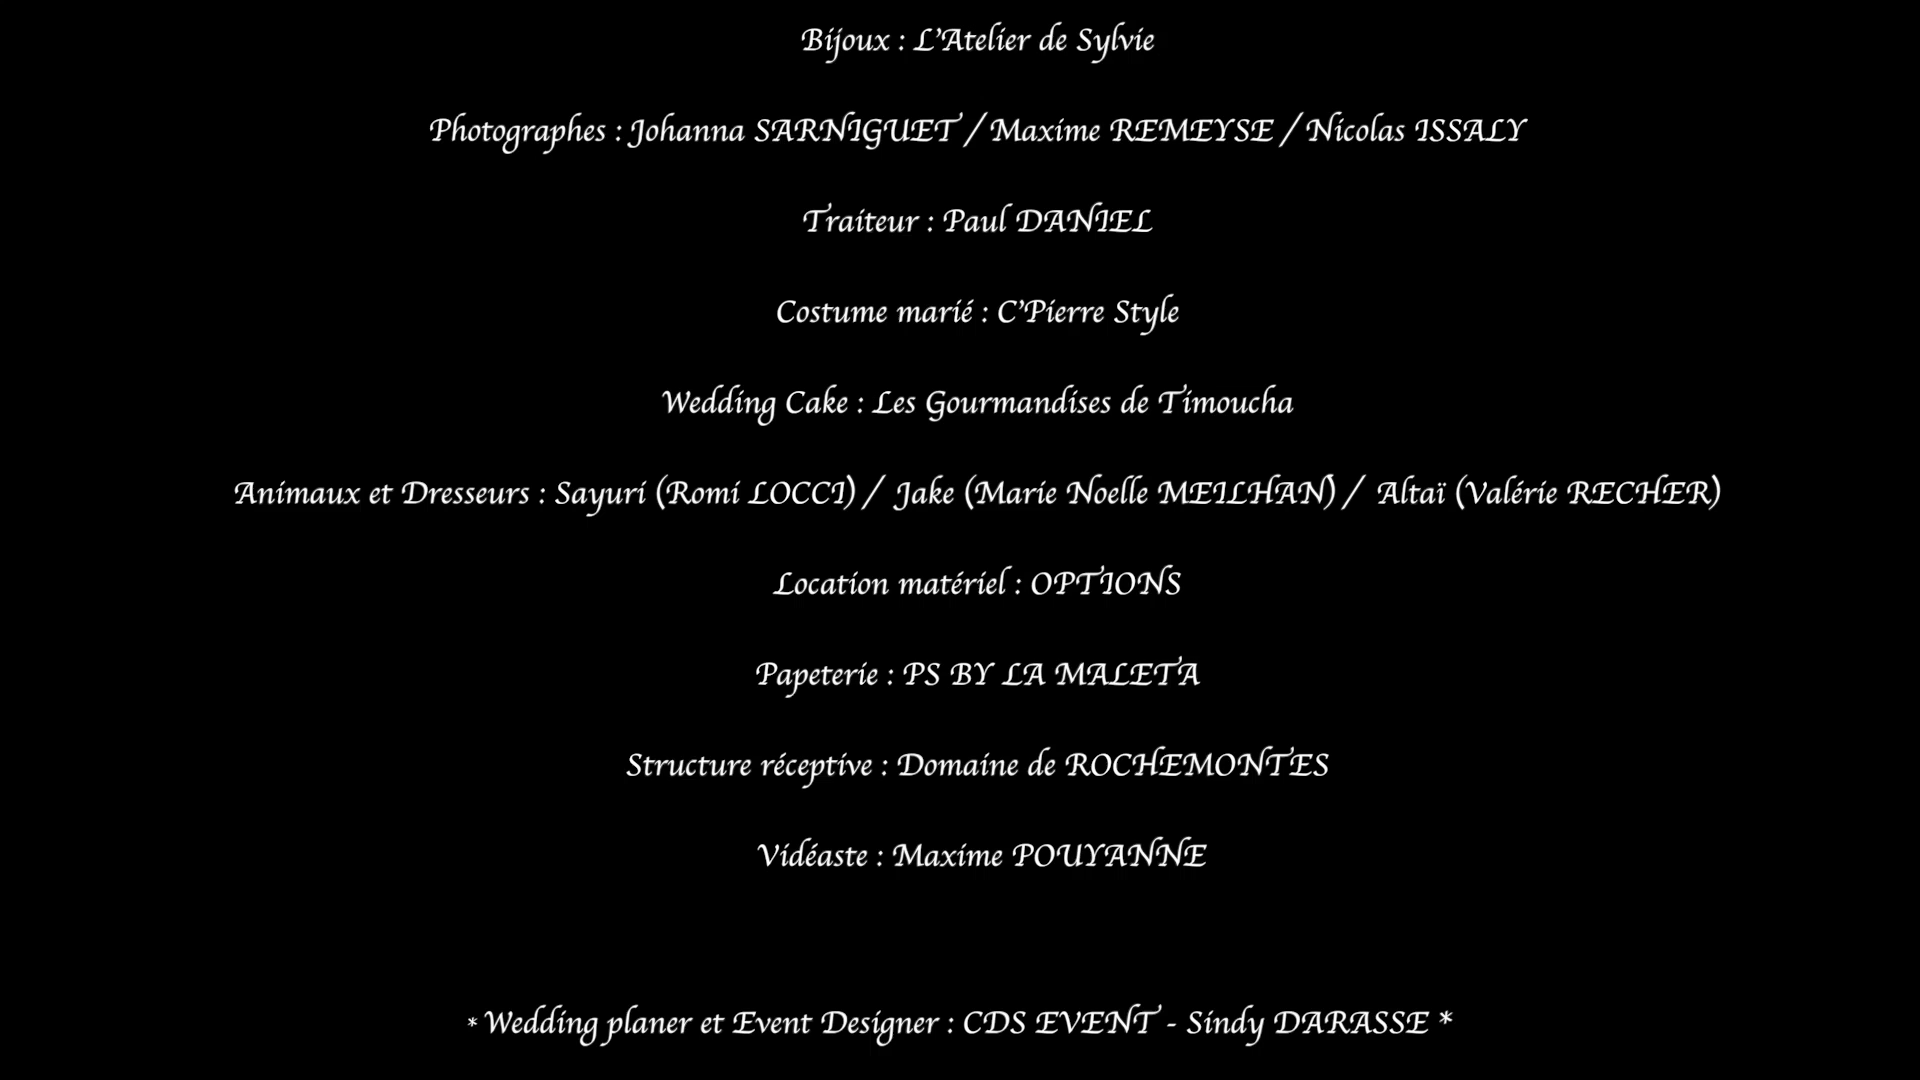 Bijoux : L'Atelier de Sylvie
Photographes : Johanna SARNIGUET / Maxime REMEYSE / Nicolas ISSALY
Traiteur : Paul DANIEL
Costume marié : C'Pierre Style
Wedding Cake : Les Gourmandises de Timoucha
Animaux et Dresseurs : Sayuri (Romi LOCCI) / Jake (Marie Noelle MEILHAN) / Altaï (Valérie RECHER)
Location matériel : OPTIONS
Papeterie : PS BY LA MALETA
Structure réceptive : Domaine de ROCHEMONTES
Vidéaste : Maxime POUYANNE
* Wedding planer et Event Designer : CDS EVENT - Sindy DARASSE *